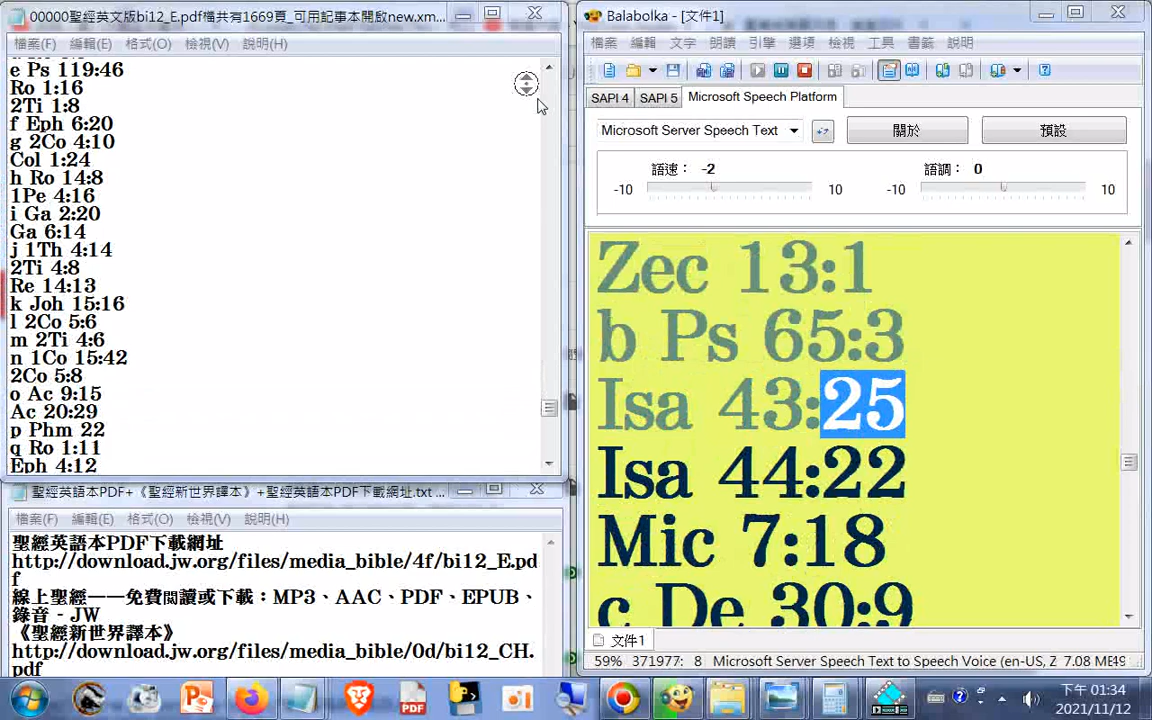 00000聖經英文版bi12_E.pdf檔共有1669頁_可用記事本開啟new.xm...
檔案(F) 編輯(E) 格式(O) 檢視(V) 說明(H)
e Ps 119:46
Ro 1:16
2Ti 1:8
f Eph 6:20
g 2Co 4:10
Col 1:24
h Ro 14:8
1Pe 4:16
i Ga 2:20
Ga 6:14
j 1Th 4:14
2Ti 4:8
Re 14:13
k Joh 15:16
l 2Co 5:6
m 2Ti 4:6
n 1Co 15:42
2Co 5:8
o Ac 9:15
Ac 20:29
p Phm 22
q Ro 1:11
Eph 4:12
聖經英語本PDF+《聖經新世界譯本》+聖經英語本PDF下載網址.txt ...
檔案(F) 編輯(E) 格式(O) 檢視(V) 說明(H)
聖經英語本PDF下載網址
http://download.jw.org/files/media_bible/4f/bi12_E.pd
f
線上聖經——免費閱讀或下載：MP3、AAC、PDF、EPUB、
錄音 - JW
《聖經新世界譯本》
http://download.jw.org/files/media_bible/0d/bi12_CH.
pdf
Balabolka - [文件1]
檔案 編輯 文字 朗讀 引擎 選項 檢視 工具 書籤 說明
SAPI 4 SAPI 5 Microsoft Speech Platform
Microsoft Server Speech Text 關於 預設
語速： -2 語調： 0
-10 10 -10 10
Zec 13:1
b Ps 65:3
Isa 43:25
Isa 44:22
Mic 7:18
c De 30:9
文件1
59% 371977: 8 Microsoft Server Speech Text to Speech Voice (en-US, Z 7.08 ME
下午 01:34
2021/11/12